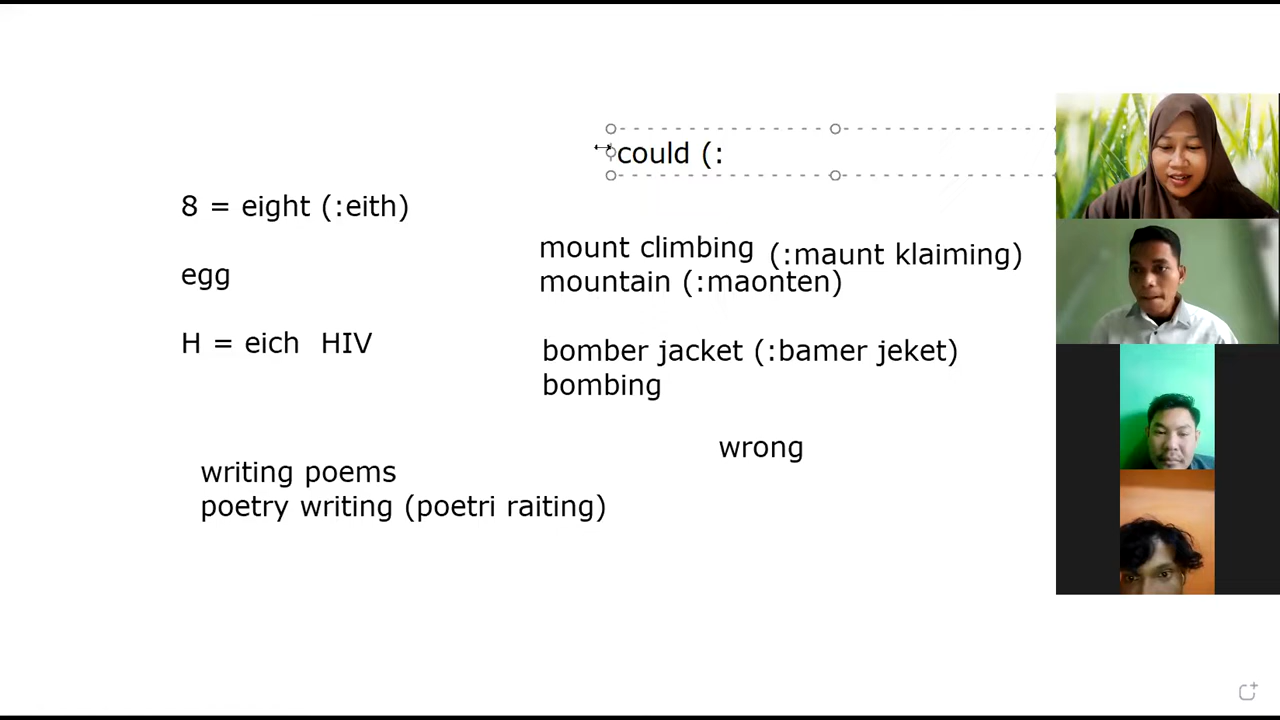 could (:
8 = eight (:eith)
mount climbing (:maunt klaiming)
egg
mountain (:maonten)
H = eich HIV
bomber jacket (:bamer jeket)
bombing
wrong
writing poems
poetry writing (poetri raiting)